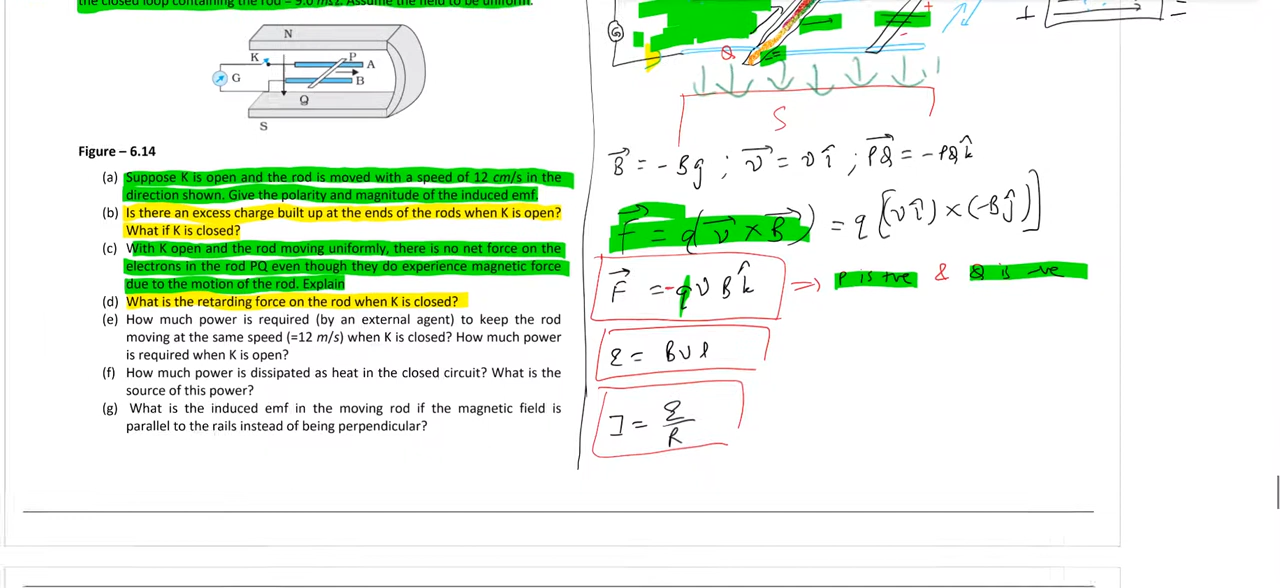 the closed loop containing the rod = 9.0 mΩ. Assume the field to be uniform.
N
K
P
A
G
B
Q
S
Figure – 6.14
(a) Suppose K is open and the rod is moved with a speed of 12 cm/s in the
direction shown. Give the polarity and magnitude of the induced emf.
(b) Is there an excess charge built up at the ends of the rods when K is open?
What if K is closed?
(c) With K open and the rod moving uniformly, there is no net force on the
electrons in the rod PQ even though they do experience magnetic force
due to the motion of the rod. Explain
(d) What is the retarding force on the rod when K is closed?
(e) How much power is required (by an external agent) to keep the rod
moving at the same speed (=12 m/s) when K is closed? How much power
is required when K is open?
(f) How much power is dissipated as heat in the closed circuit? What is the
source of this power?
(g) What is the induced emf in the moving rod if the magnetic field is
parallel to the rails instead of being perpendicular?
G
Q
+
-
S
B⃗ = -Bĵ ; v⃗ = v î ; PQ⃗ = -PQ k̂
F⃗ = q(v⃗ × B⃗) = q[(v î) × (-B ĵ)]
F⃗ = -q v B k̂ ⇒ P is +ve & Q is -ve
ε = B v l
I = ε/R